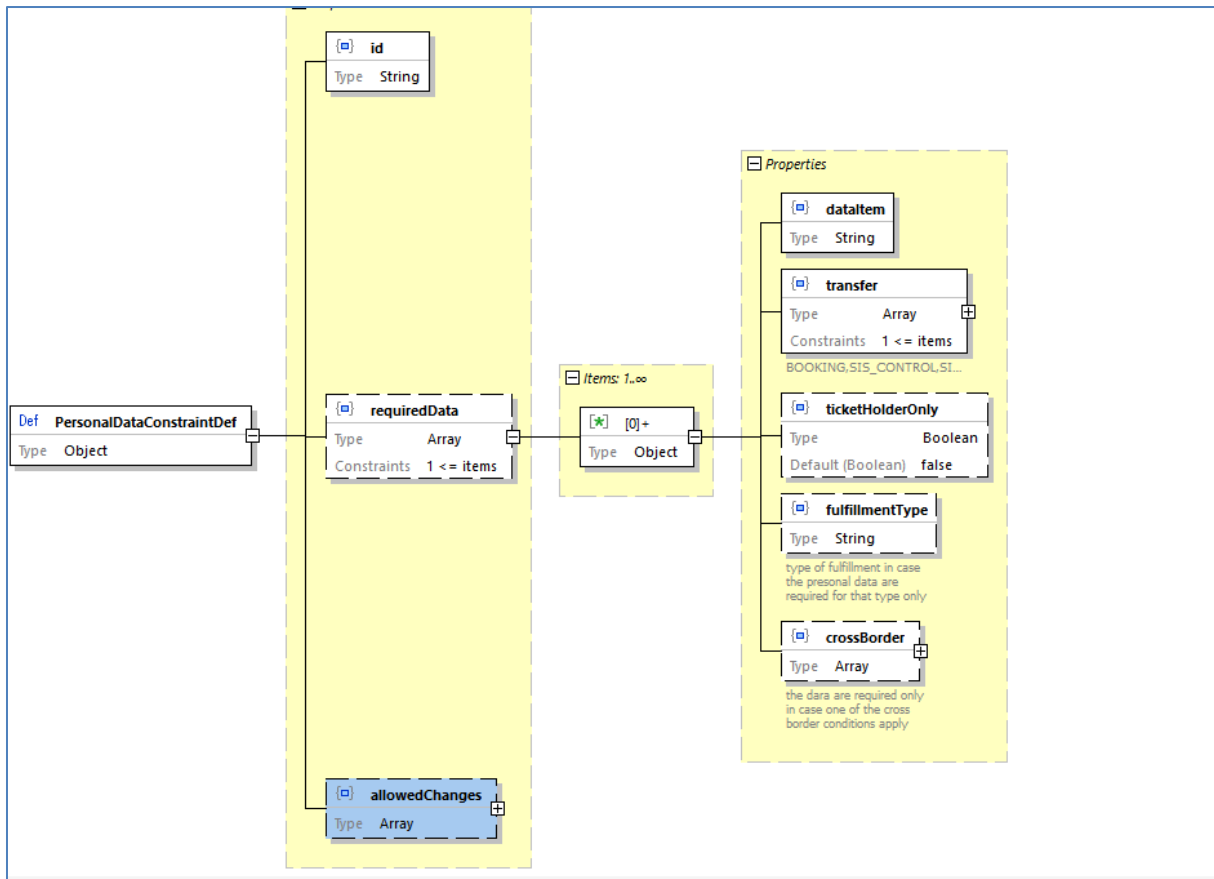 id
Type String
Properties
dataItem
Type String
transfer
Type Array
Constraints 1 <= items
BOOKING,SIS_CONTROL,SI...
Items: 1..∞
Def PersonalDataConstraintDef
Type Object
requiredData
Type Array
Constraints 1 <= items
[0]+
Type Object
ticketHolderOnly
Type Boolean
Default (Boolean) false
fulfillmentType
Type String
type of fulfillment in case
the presonal data are
required for that type only
crossBorder
Type Array
the dara are required only
in case one of the cross
border conditions apply
allowedChanges
Type Array